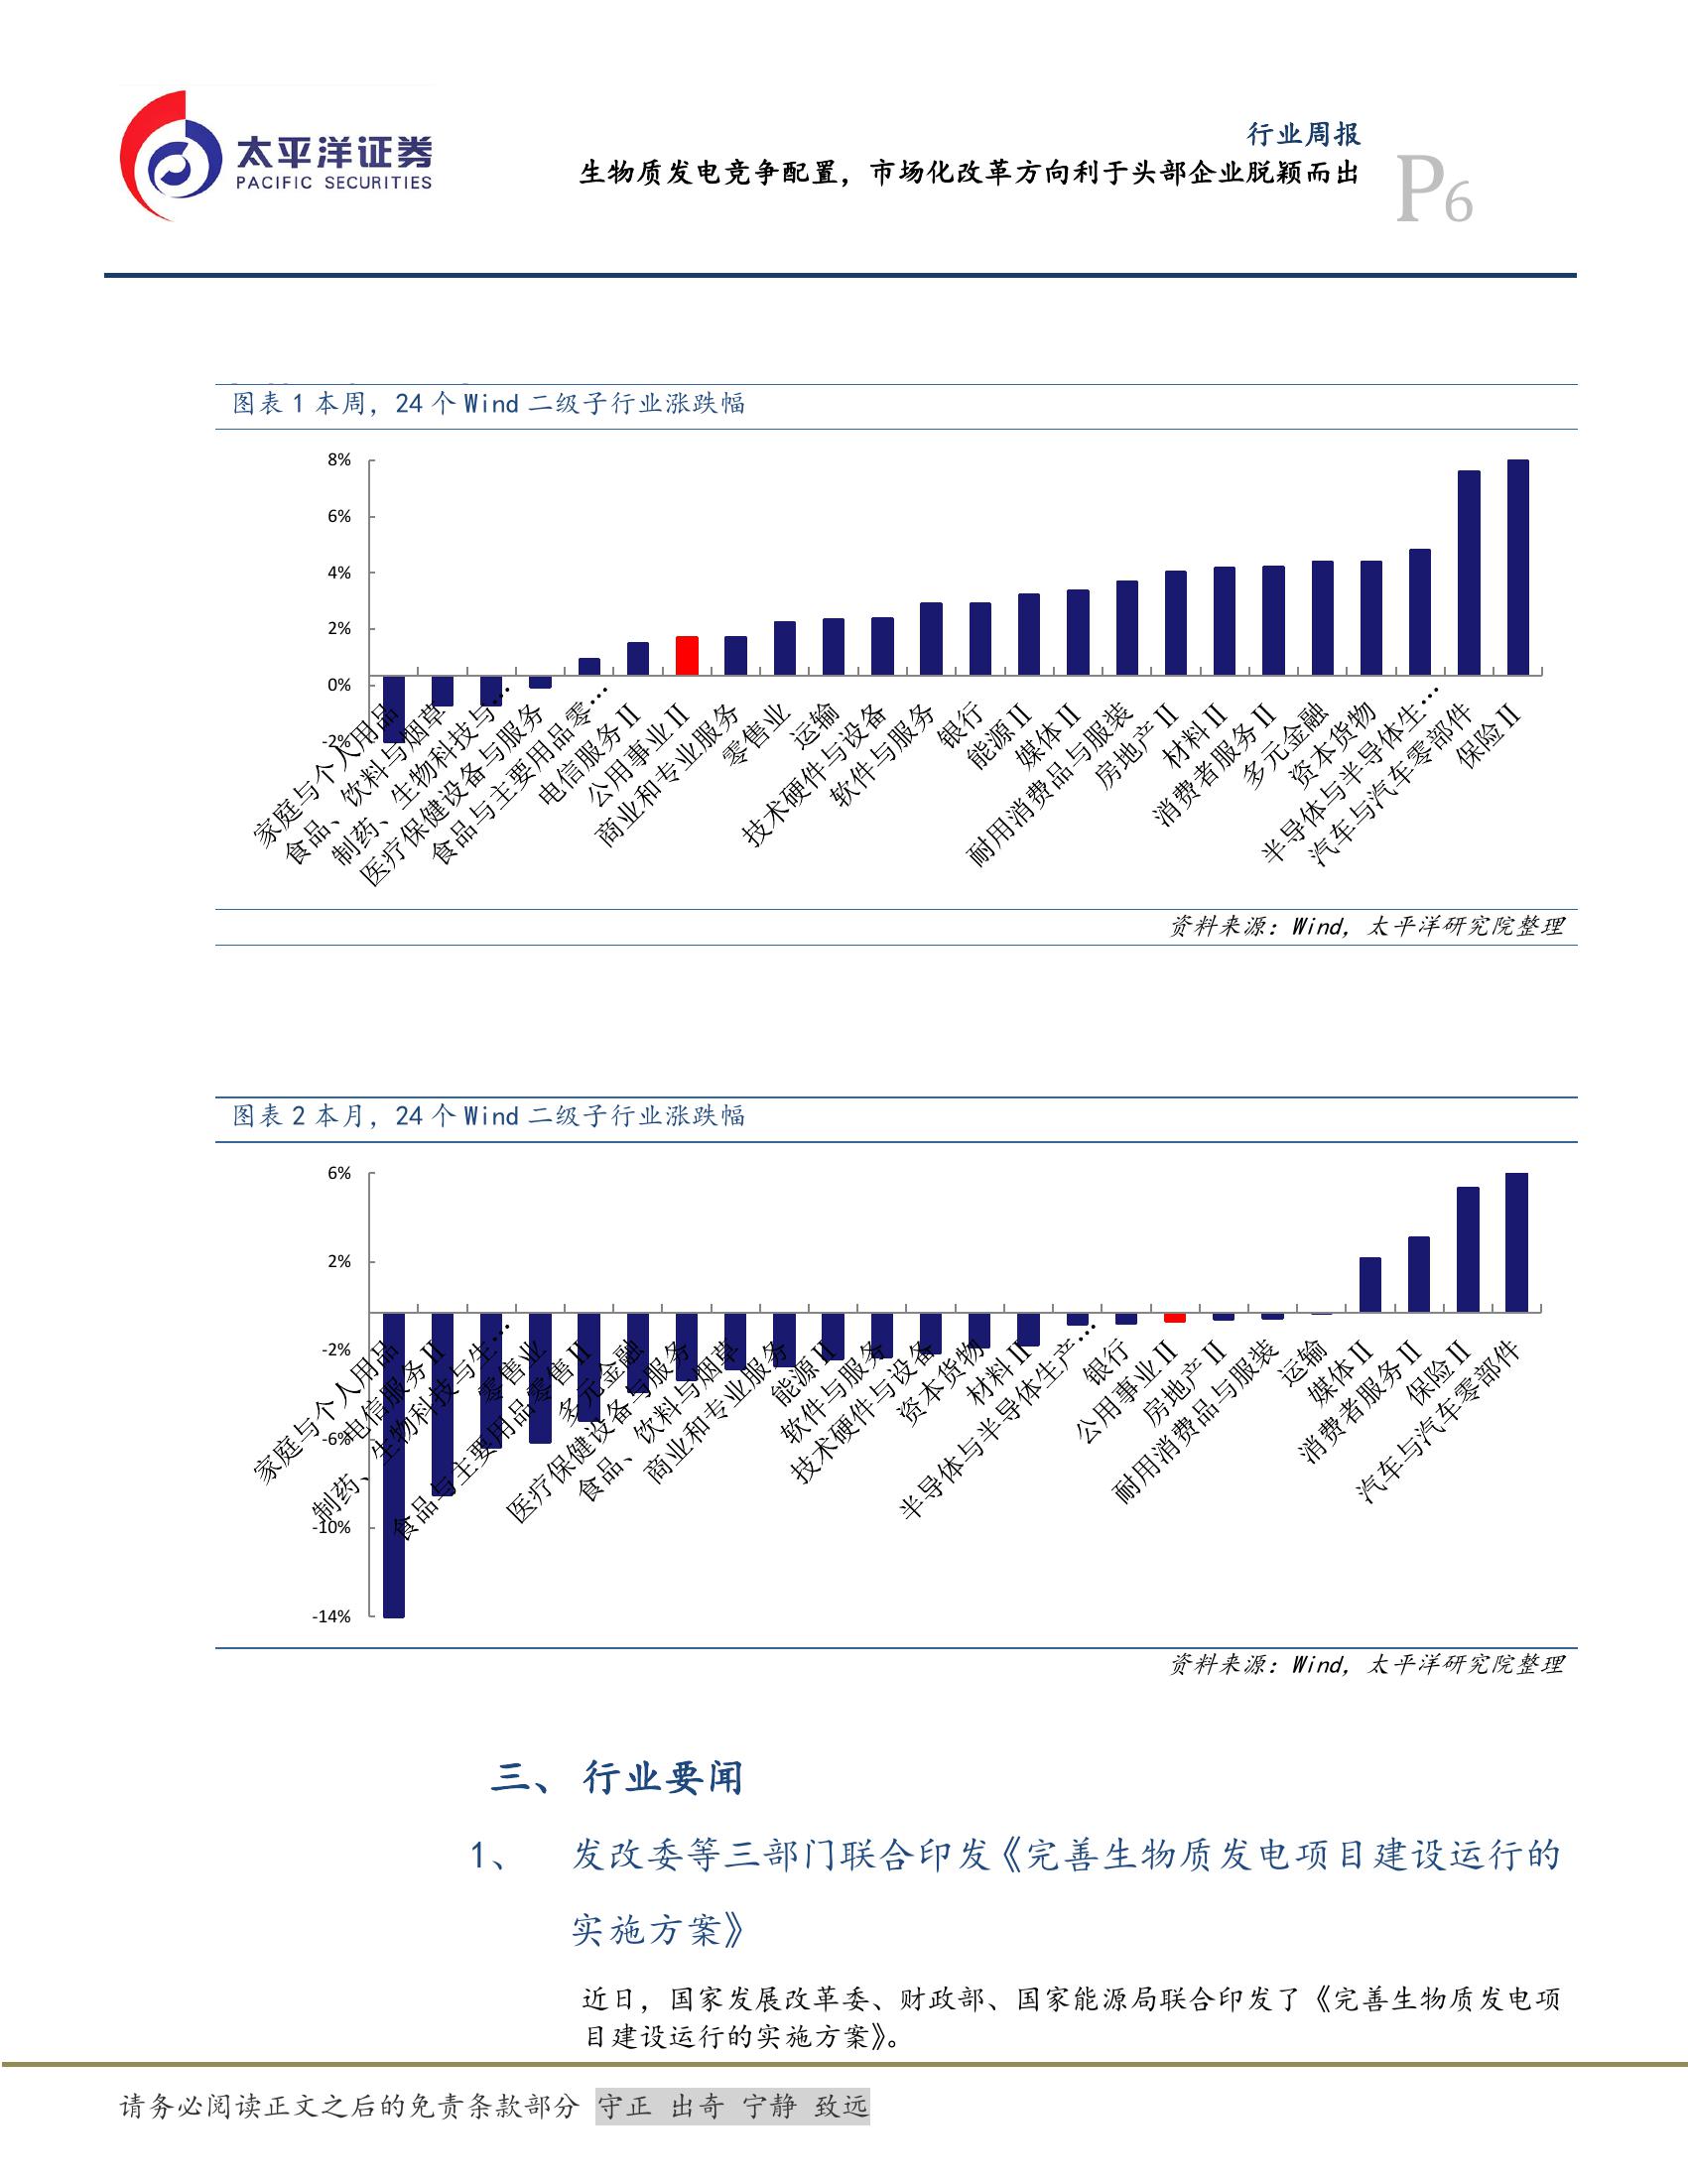 太平洋证券
PACIFIC SECURITIES
行业周报
生物质发电竞争配置，市场化改革方向利于头部企业脱颖而出
P6
图表 1 本周，24 个 Wind 二级子行业涨跌幅
8%
6%
4%
2%
0%
-2%
家庭与个人用品
食品、饮料与烟草
制药、生物科技与…
医疗保健设备与服务
食品与主要用品零…
电信服务Ⅱ
公用事业Ⅱ
商业和专业服务
零售业
运输
技术硬件与设备
软件与服务
银行
能源Ⅱ
媒体Ⅱ
耐用消费品与服装
房地产Ⅱ
材料Ⅱ
消费者服务Ⅱ
多元金融
资本货物
半导体与半导体生…
汽车与汽车零部件
保险Ⅱ
资料来源：Wind，太平洋研究院整理
图表 2 本月，24 个 Wind 二级子行业涨跌幅
6%
2%
-2%
-6%
-10%
-14%
家庭与个人用品
电信服务Ⅱ
制药、生物科技与生…
零售业
食品与主要用品零售Ⅱ
多元金融
医疗保健设备与服务
食品、饮料与烟草
商业和专业服务
能源Ⅱ
软件与服务
技术硬件与设备
资本货物
材料Ⅱ
半导体与半导体生产…
银行
公用事业Ⅱ
房地产Ⅱ
耐用消费品与服装
运输
媒体Ⅱ
消费者服务Ⅱ
保险Ⅱ
汽车与汽车零部件
资料来源：Wind，太平洋研究院整理
三、 行业要闻
1、 发改委等三部门联合印发《完善生物质发电项目建设运行的
实施方案》
近日，国家发展改革委、财政部、国家能源局联合印发了《完善生物质发电项
目建设运行的实施方案》。
请务必阅读正文之后的免责条款部分 守正 出奇 宁静 致远